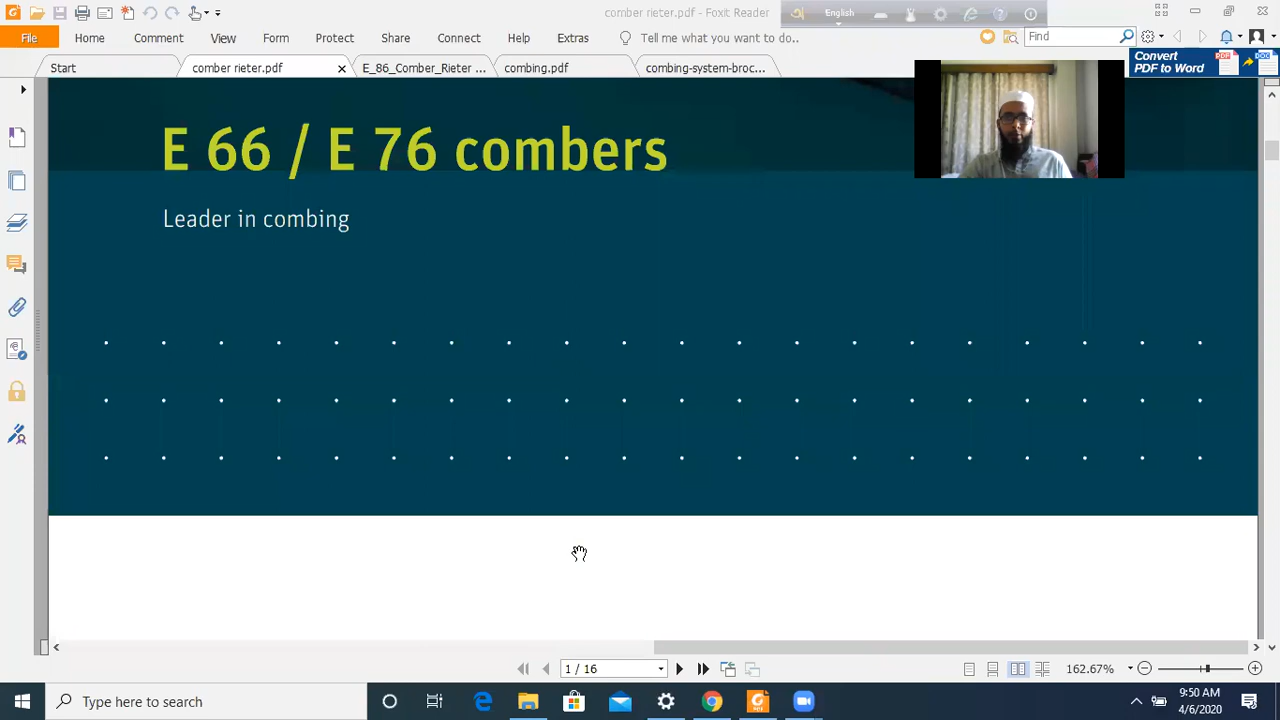 comber rieter.pdf - Foxit Reader
English
File
Home
Comment
View
Form
Protect
Share
Connect
Help
Extras
Tell me what you want to do..
Find
Start
comber rieter.pdf
E_86_Comber_Rieter ...
combing.pdf
combing-system-broc...
Convert
PDF to Word
E 66 / E 76 combers
Leader in combing
1 / 16
162.67%
Type here to search
9:50 AM
4/6/2020